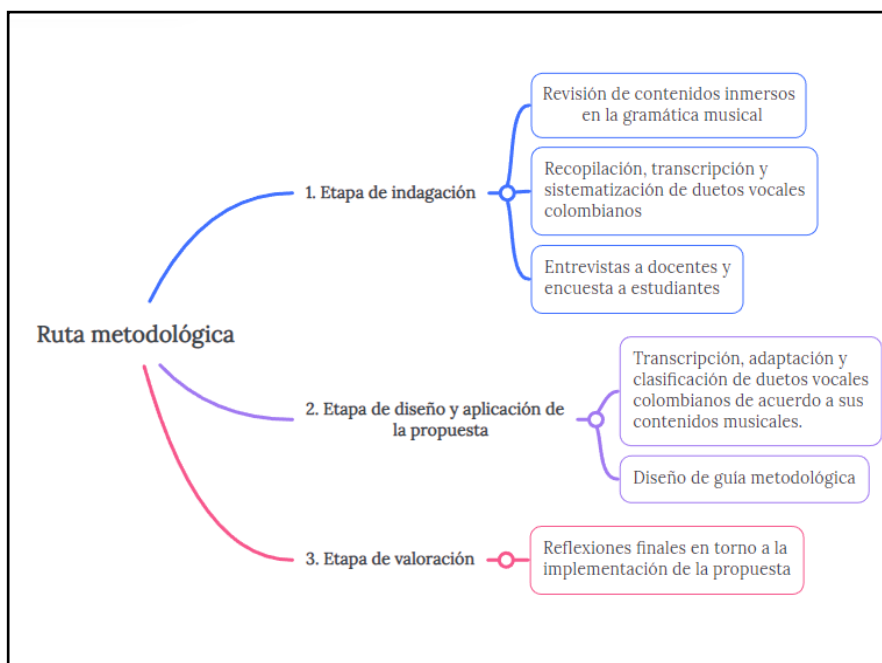 Ruta metodológica
1. Etapa de indagación
Revisión de contenidos inmersos
en la gramática musical
Recopilación, transcripción y
sistematización de duetos vocales
colombianos
Entrevistas a docentes y
encuesta a estudiantes
2. Etapa de diseño y aplicación de
la propuesta
Transcripción, adaptación y
clasificación de duetos vocales
colombianos de acuerdo a sus
contenidos musicales.
Diseño de guía metodológica
3. Etapa de valoración
Reflexiones finales en torno a la
implementación de la propuesta